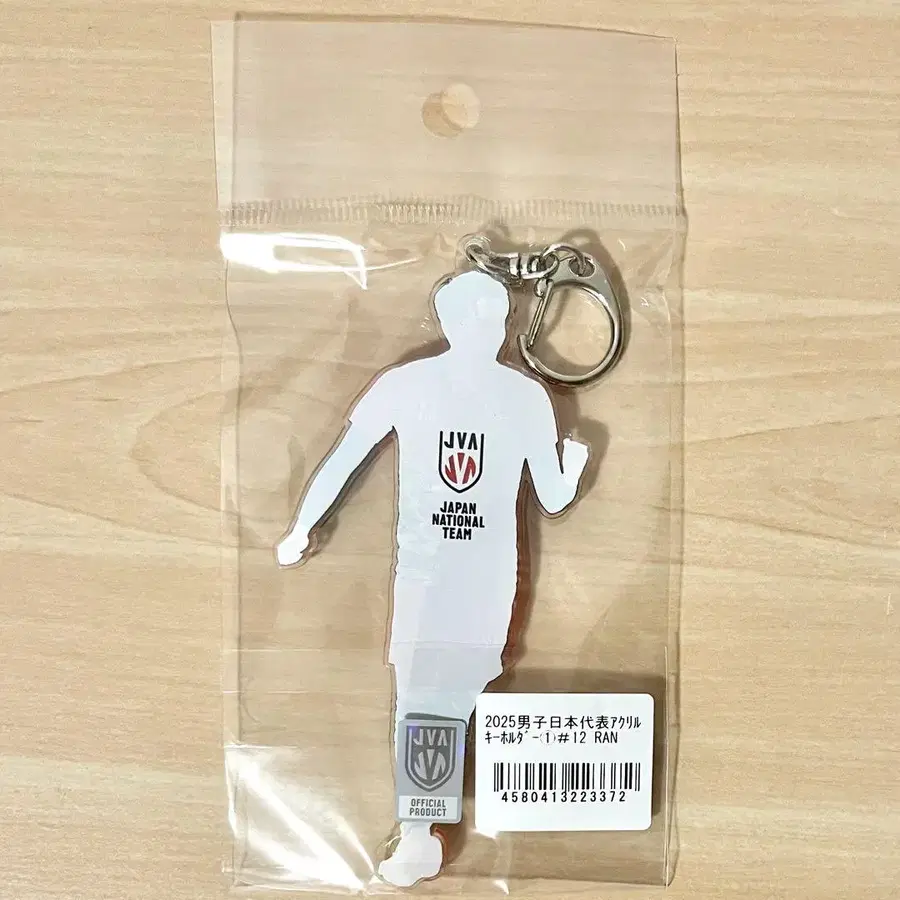 JVA
JAPAN
NATIONAL
TEAM
JVA
OFFICIAL
PRODUCT
2025男子日本代表ｱｸﾘﾙ
ｷｰﾎﾙﾀﾞｰ①#12 RAN
4580413223372